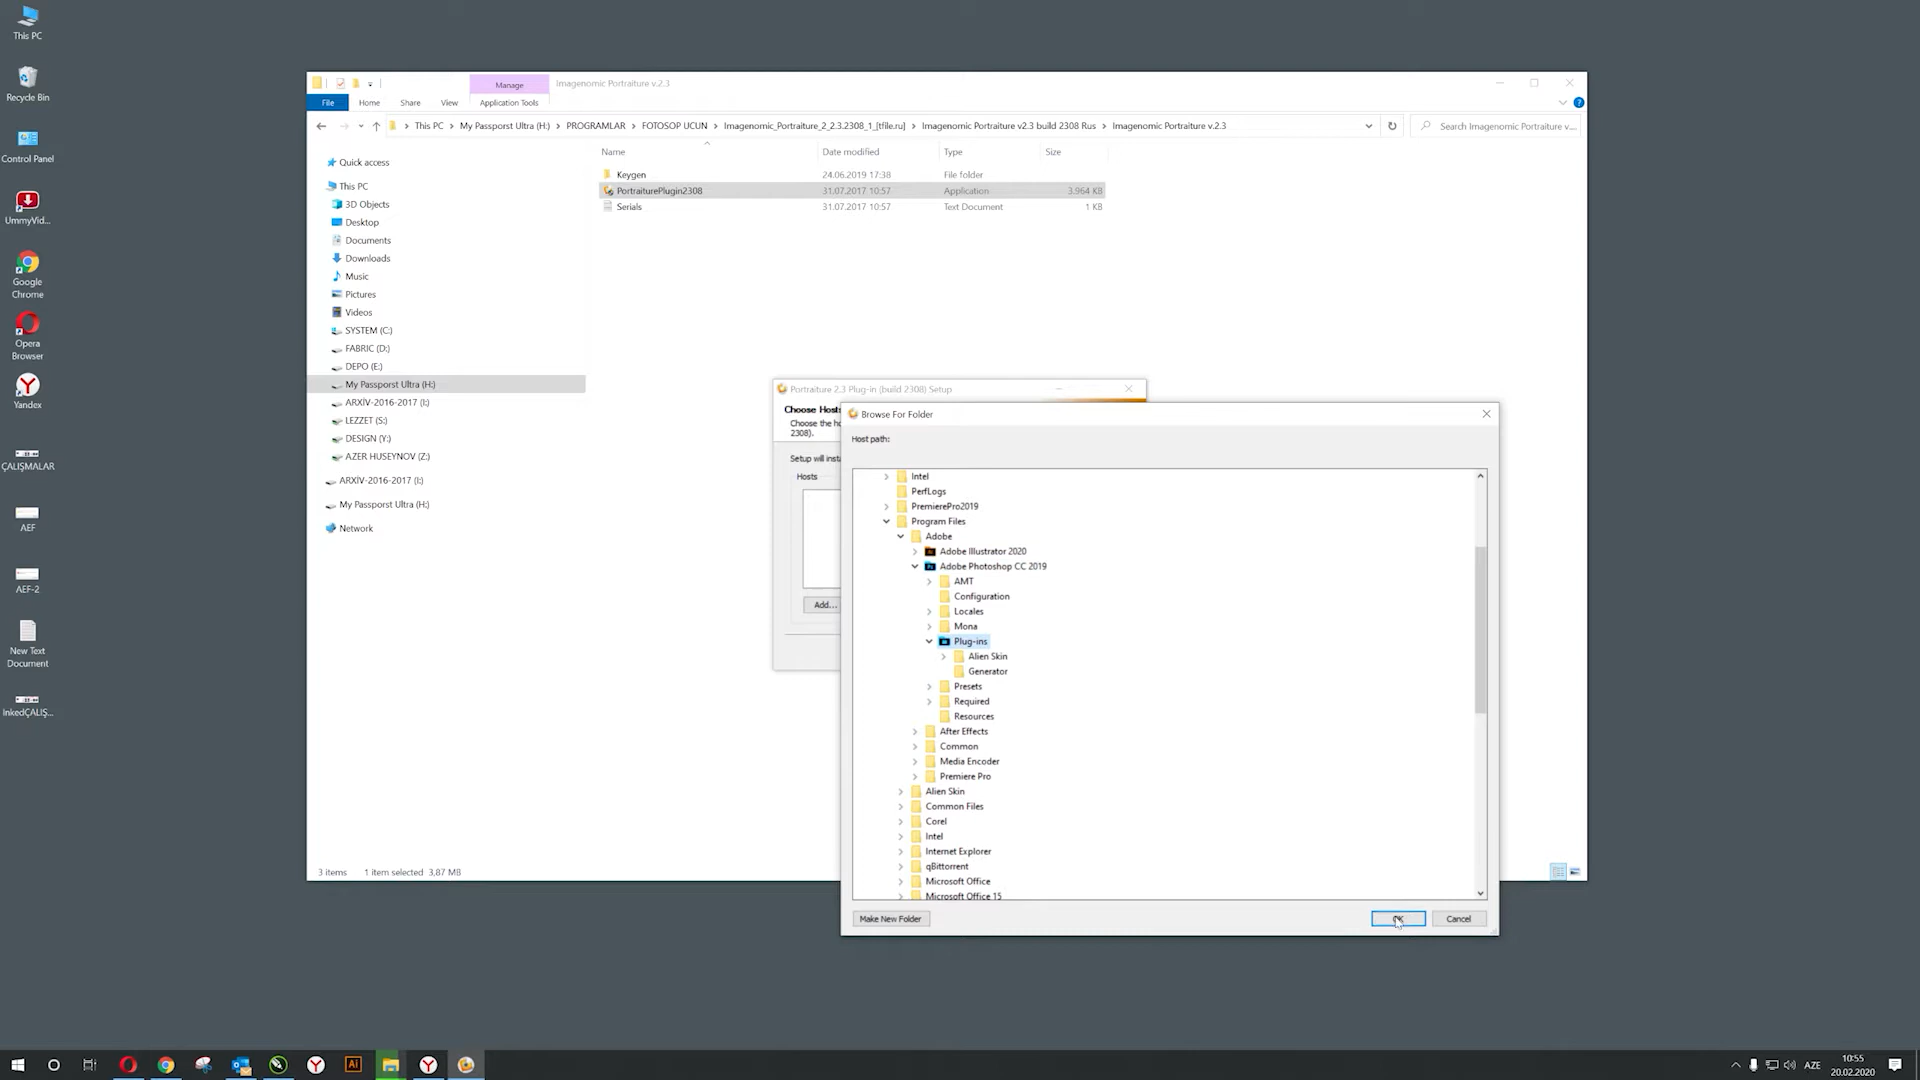 This PC
Recycle Bin
Control Panel
UmmyVid...
Google
Chrome
Opera
Browser
Yandex
ÇALIŞMALAR
AEF
AEF-2
New Text
Document
InkedÇALIŞ...
Manage
Imagenomic Portraiture v.2.3
File
Home
Share
View
Application Tools
This PC
My Passporst Ultra (H:)
PROGRAMLAR
FOTOSOP UCUN
Imagenomic_Portraiture_2_2.3.2308_1_[tfile.ru]
Imagenomic Portraiture v2.3 build 2308 Rus
Imagenomic Portraiture v.2.3
Search Imagenomic Portraiture v....
Quick access
This PC
3D Objects
Desktop
Documents
Downloads
Music
Pictures
Videos
SYSTEM (C:)
FABRIC (D:)
DEPO (E:)
My Passporst Ultra (H:)
ARXİV-2016-2017 (I:)
LEZZET (S:)
DESIGN (Y:)
AZER HUSEYNOV (Z:)
ARXİV-2016-2017 (I:)
My Passporst Ultra (H:)
Network
Name
Date modified
Type
Size
Keygen
24.06.2019 17:38
File folder
PortraiturePlugin2308
31.07.2017 10:57
Application
3.964 KB
Serials
31.07.2017 10:57
Text Document
1 KB
3 items
1 item selected 3,87 MB
Portraiture 2.3 Plug-in (build 2308) Setup
Choose Hosts
Choose the ho
2308).
Setup will insta
Hosts
Add...
Browse For Folder
Host path:
Intel
PerfLogs
PremierePro2019
Program Files
Adobe
Adobe Illustrator 2020
Adobe Photoshop CC 2019
AMT
Configuration
Locales
Mona
Plug-ins
Alien Skin
Generator
Presets
Required
Resources
After Effects
Common
Media Encoder
Premiere Pro
Alien Skin
Common Files
Corel
Intel
Internet Explorer
qBittorrent
Microsoft Office
Microsoft Office 15
Make New Folder
OK
Cancel
AZE
10:55
20.02.2020